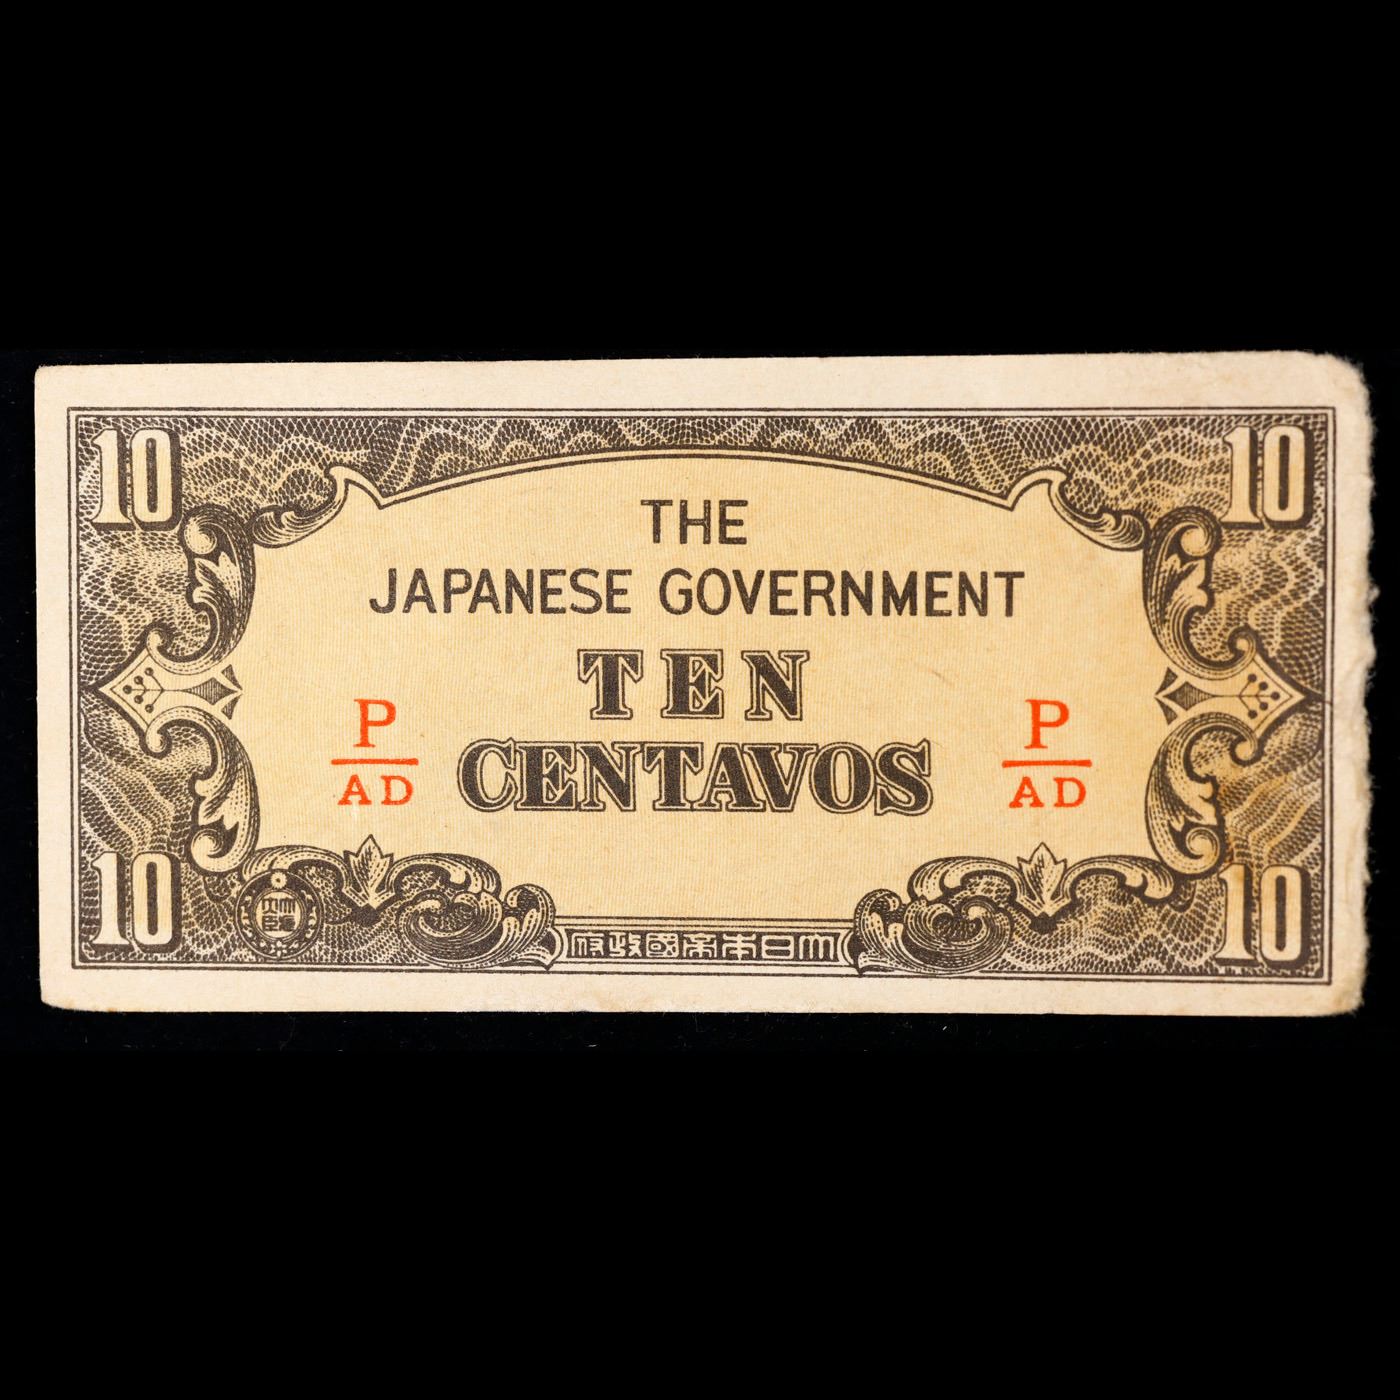 10 10
THE
JAPANESE GOVERNMENT
TEN
P P
AD CENTAVOS AD
10 10
府政國帝本日大